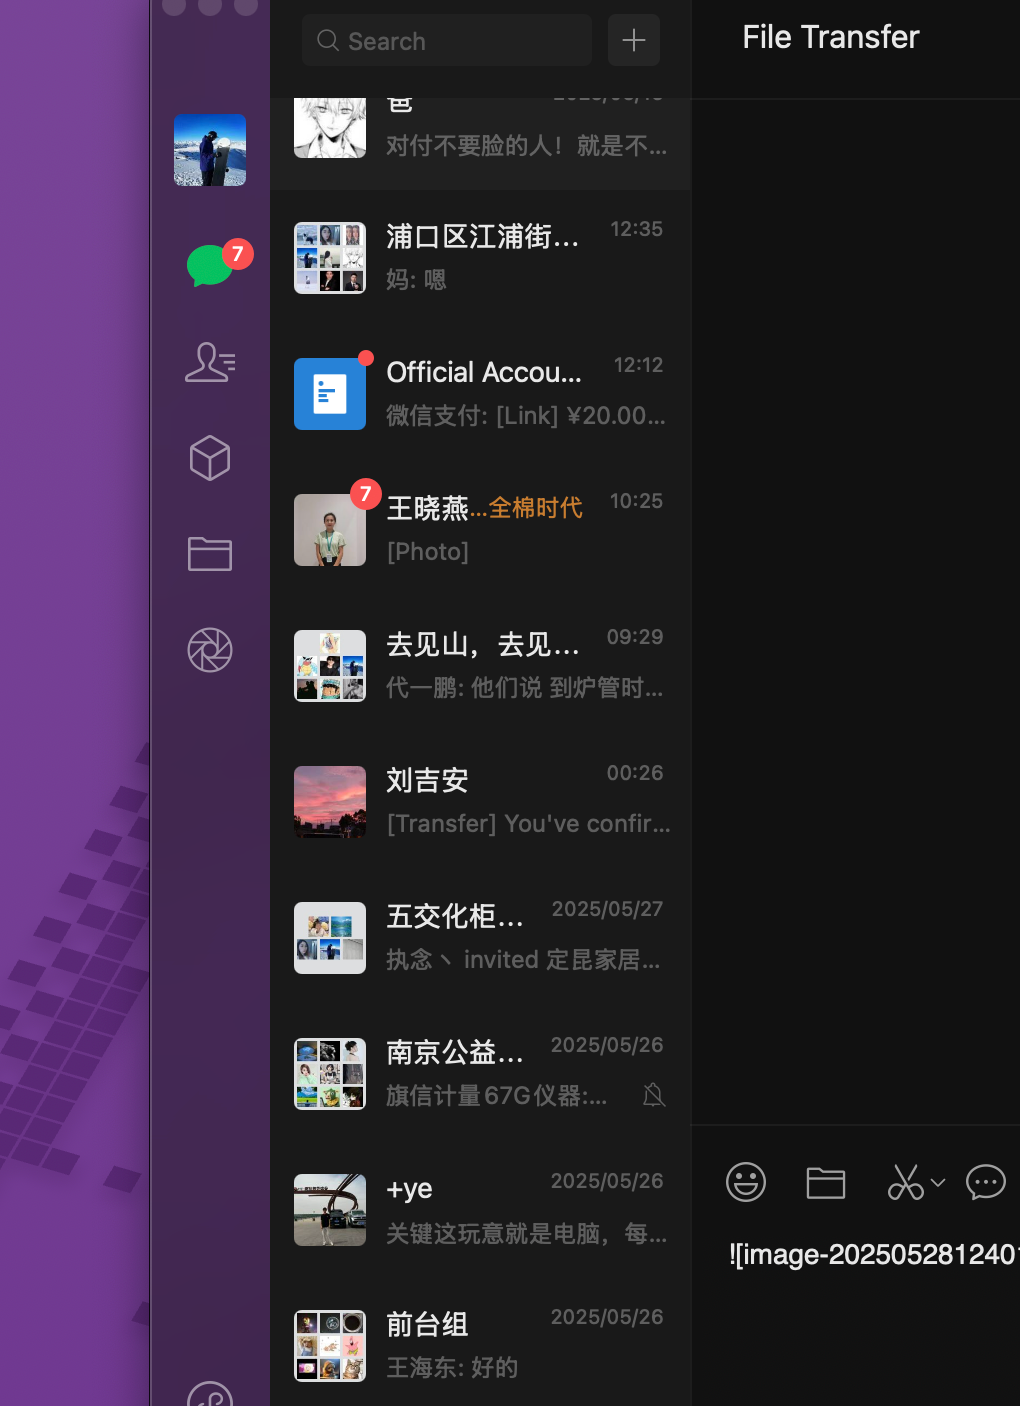 Search
File Transfer
爸
对付不要脸的人！就是不...
7
浦口区江浦街...
12:35
妈: 嗯
Official Accou...
12:12
微信支付: [Link] ¥20.00...
7
王晓燕...全棉时代
10:25
[Photo]
去见山，去见...
09:29
代一鹏: 他们说 到炉管时...
刘吉安
00:26
[Transfer] You've confir...
五交化柜...
2025/05/27
执念丶 invited 定昆家居...
南京公益...
2025/05/26
旗信计量67G仪器:...
+ye
2025/05/26
关键这玩意就是电脑，每...
![image-2025052812401
前台组
2025/05/26
王海东: 好的